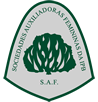 SOCIEDADES AUXILIADORAS FEMININAS DA IPB
S.A.F.